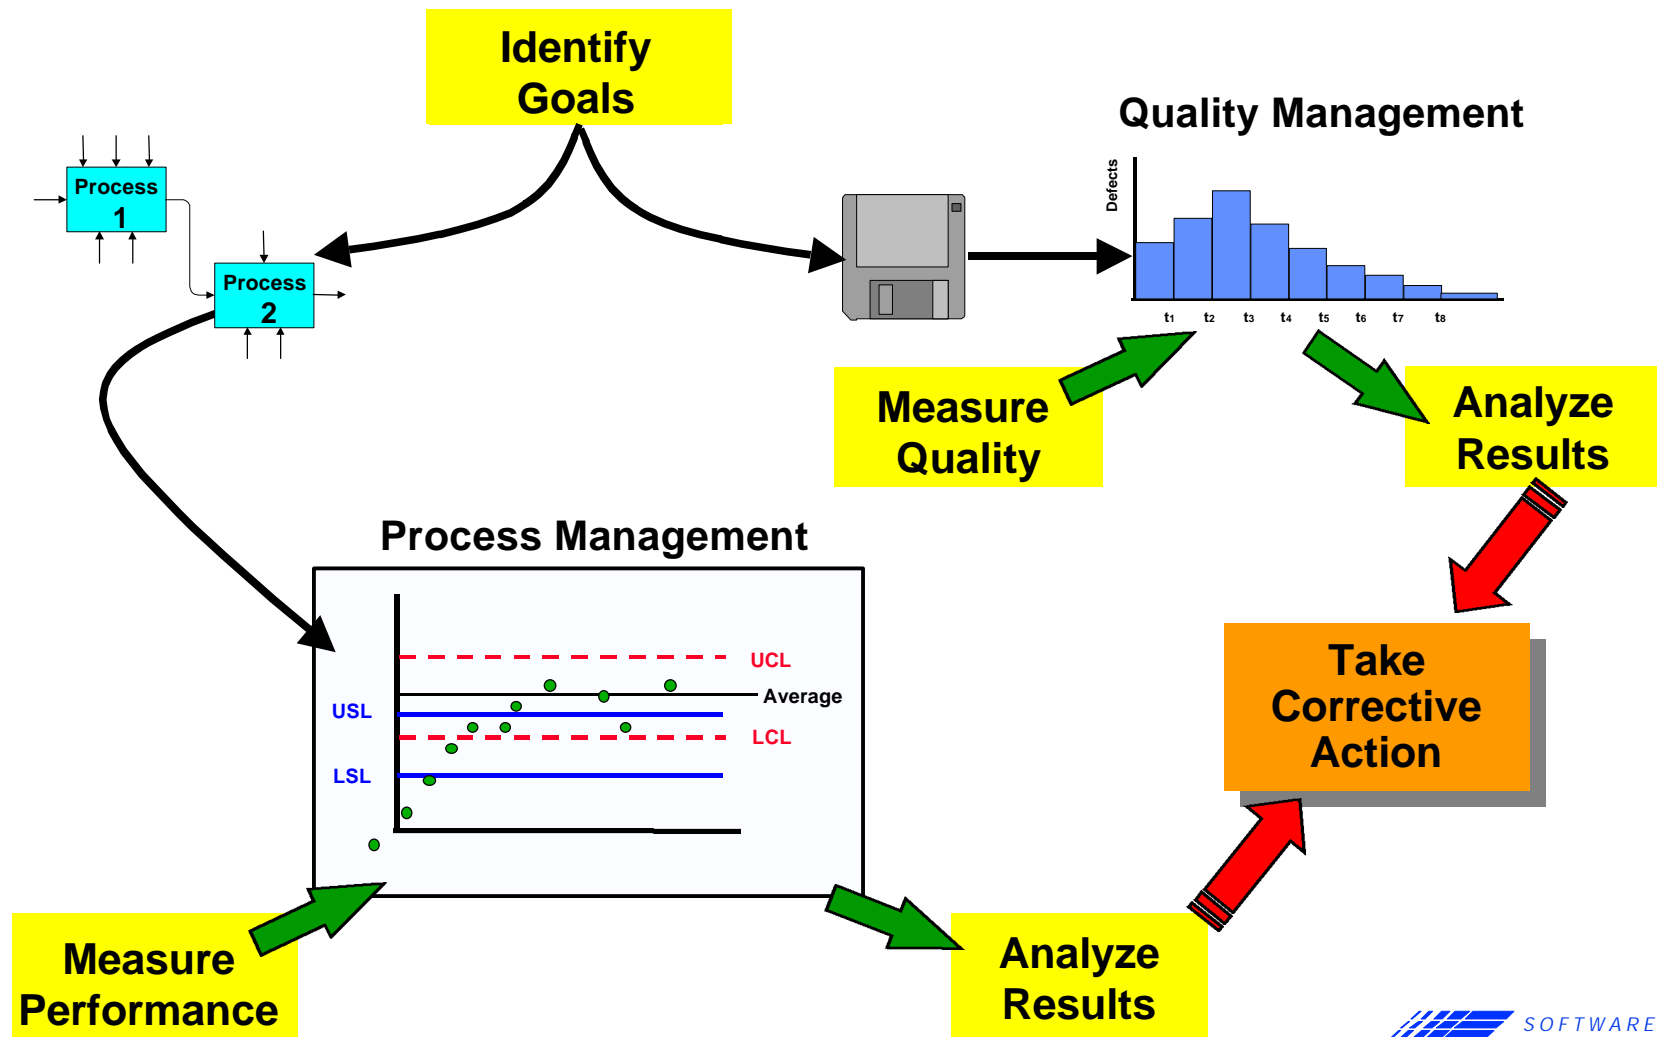 Identify
Goals
Quality Management
Process
1
Process
2
Defects
t1 t2 t3 t4 t5 t6 t7 t8
Measure
Quality
Analyze
Results
Process Management
UCL
Average
USL
LCL
LSL
Take
Corrective
Action
Measure
Performance
Analyze
Results
SOFTWARE